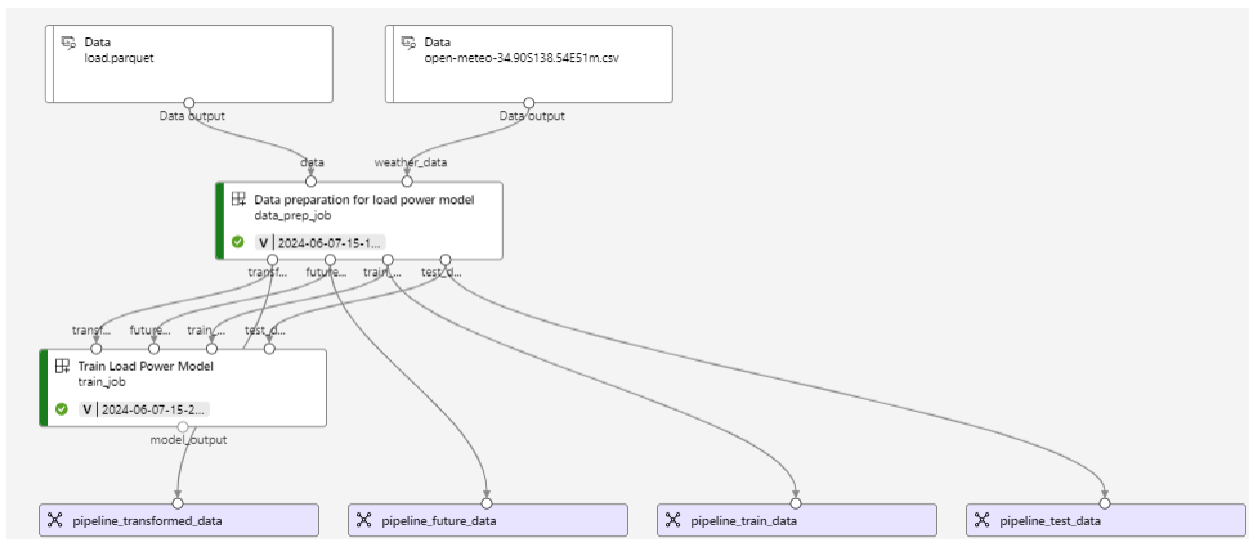 Data
load.parquet
Data
open-meteo-34.90S138.54E51m.csv
Data output
Data output
data
weather_data
Data preparation for load power model
data_prep_job
V 2024-06-07-15-1...
transf...
future...
train_...
test_d...
transf...
future...
train_...
test_d...
Train Load Power Model
train_job
V 2024-06-07-15-2...
model_output
pipeline_transformed_data
pipeline_future_data
pipeline_train_data
pipeline_test_data